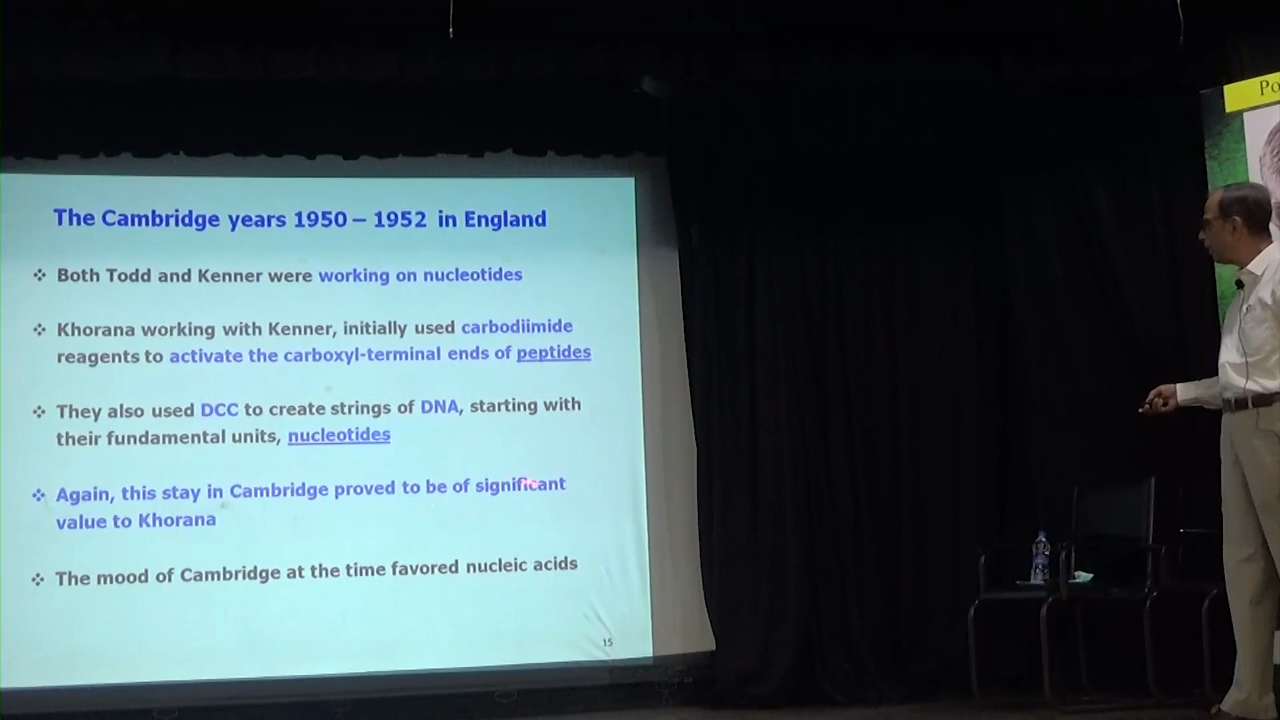 The Cambridge years 1950 – 1952 in England
❖ Both Todd and Kenner were working on nucleotides
❖ Khorana working with Kenner, initially used carbodiimide
reagents to activate the carboxyl-terminal ends of peptides
❖ They also used DCC to create strings of DNA, starting with
their fundamental units, nucleotides
❖ Again, this stay in Cambridge proved to be of significant
value to Khorana
❖ The mood of Cambridge at the time favored nucleic acids
15
Po